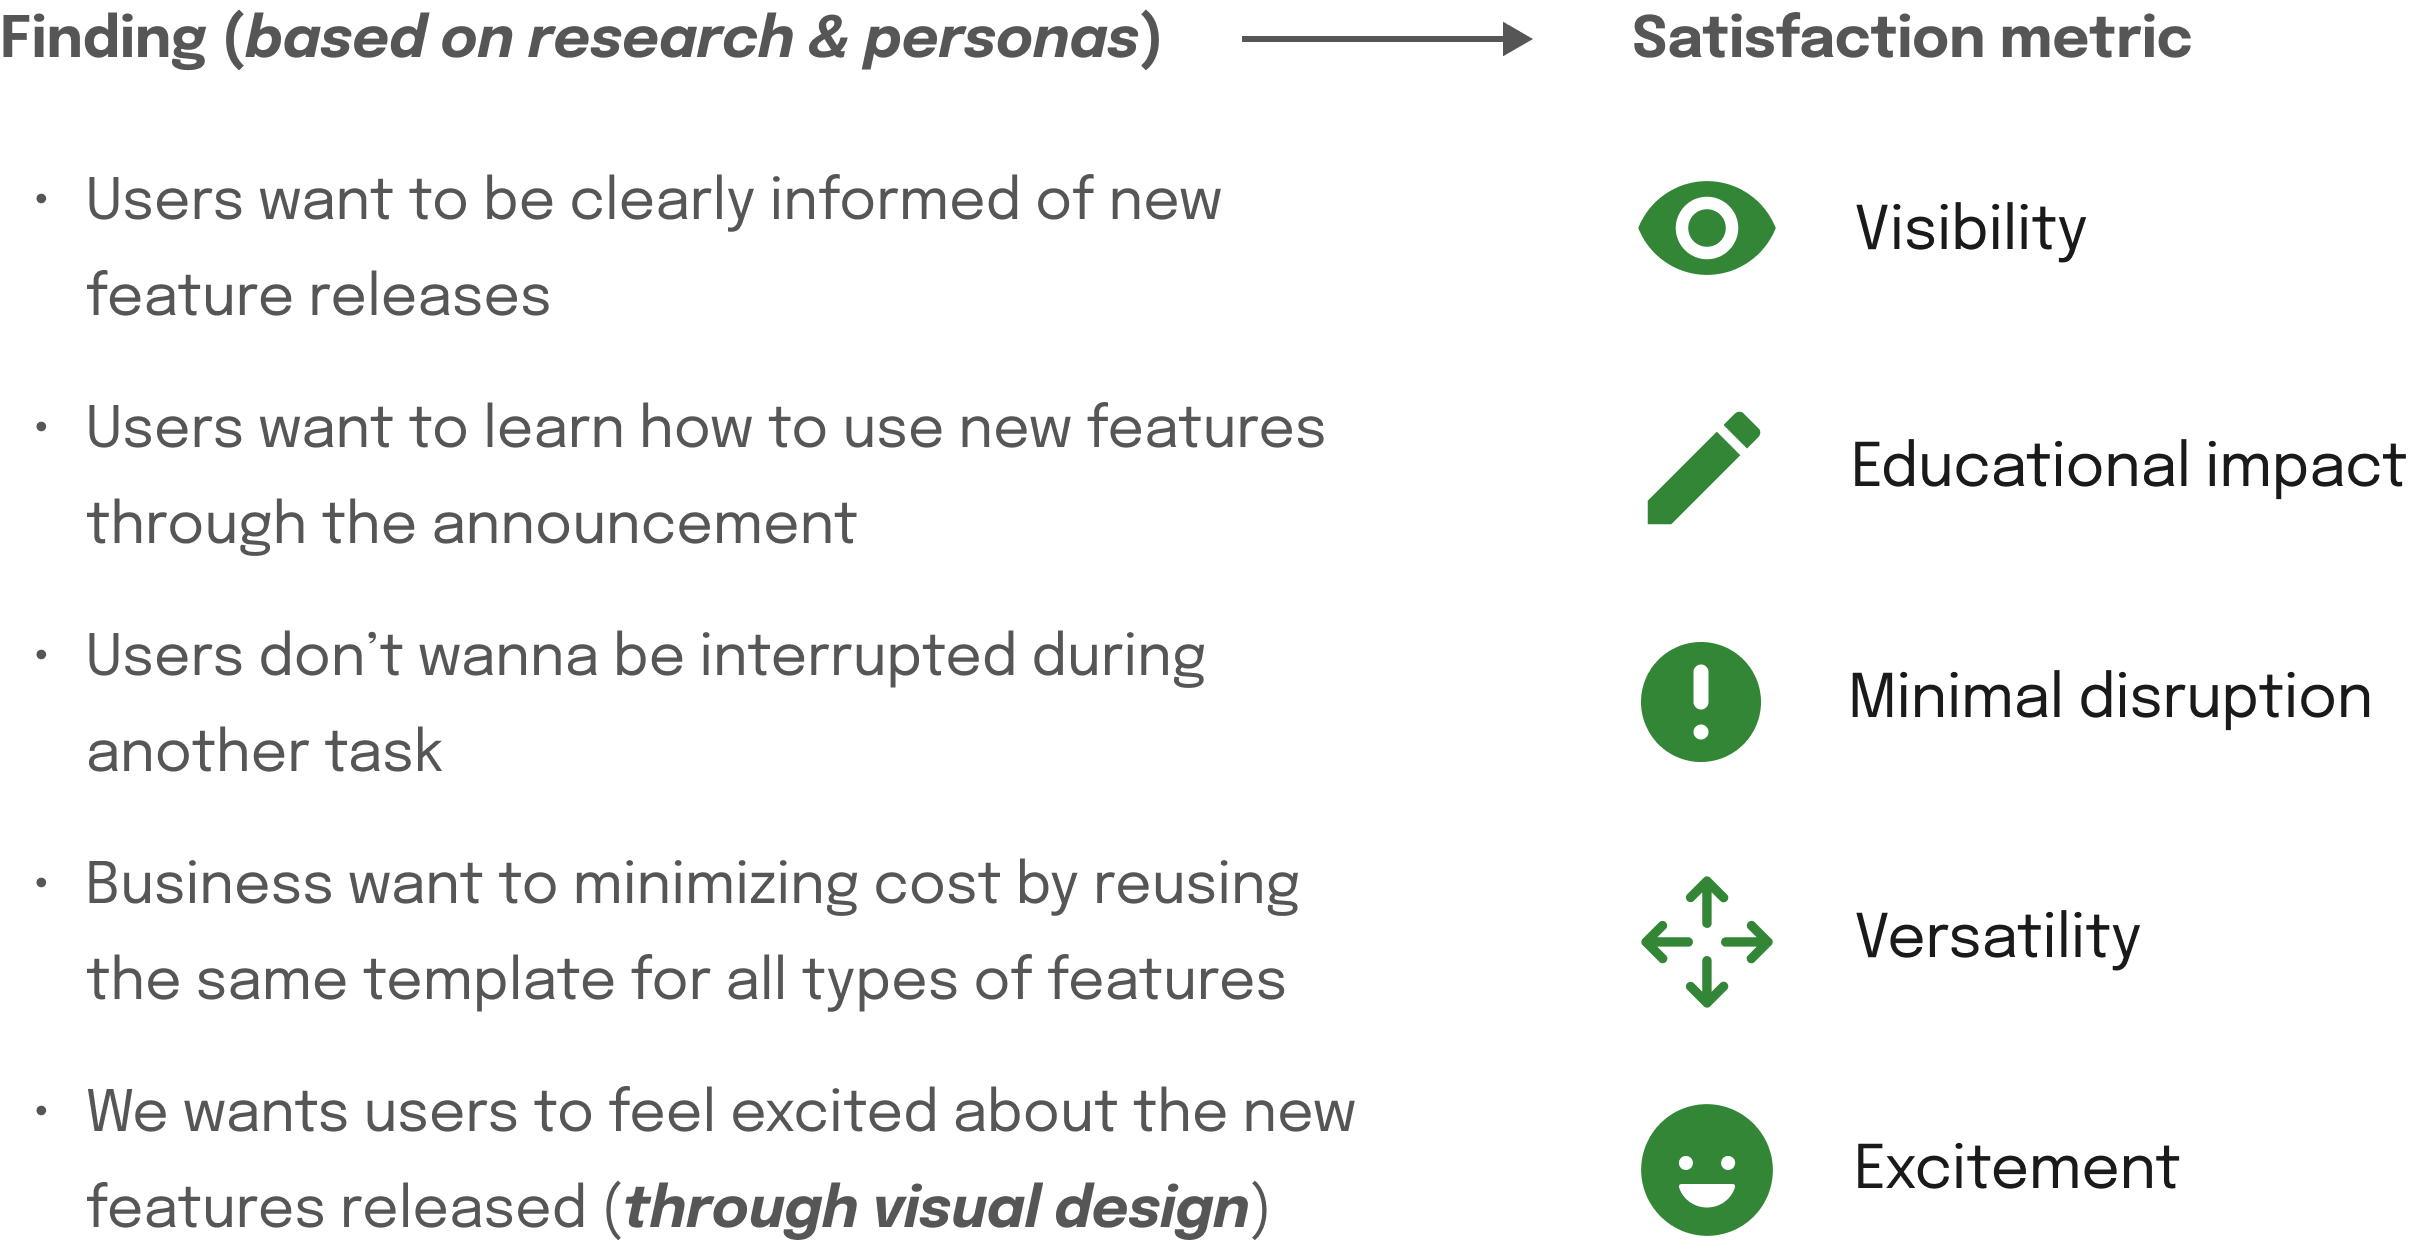 Finding (based on research & personas)
Satisfaction metric
• Users want to be clearly informed of new
feature releases
Visibility
• Users want to learn how to use new features
through the announcement
Educational impact
• Users don’t wanna be interrupted during
another task
Minimal disruption
• Business want to minimizing cost by reusing
the same template for all types of features
Versatility
• We wants users to feel excited about the new
features released (through visual design)
Excitement